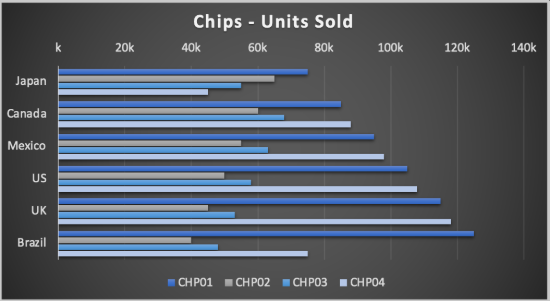 Chips - Units Sold
k 20k 40k 60k 80k 100k 120k 140k
Japan
Canada
Mexico
US
UK
Brazil
CHP01 CHP02 CHP03 CHP04